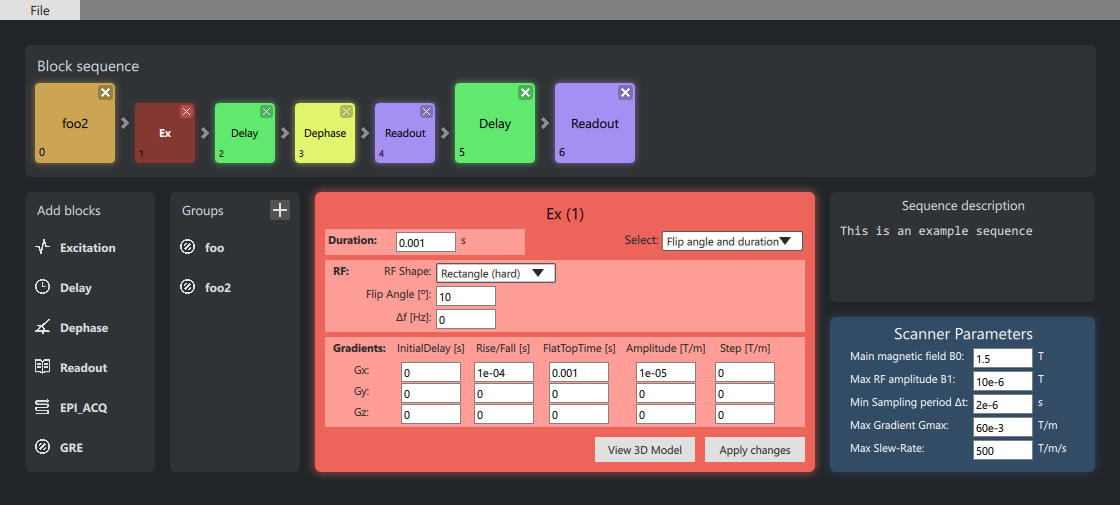 File
Block sequence
foo2
0
Ex
1
Delay
2
Dephase
3
Readout
4
Delay
5
Readout
6
Add blocks
Excitation
Delay
Dephase
Readout
EPI_ACQ
GRE
Groups
foo
foo2
Ex (1)
Duration: 0.001 s
Select: Flip angle and duration
RF: RF Shape: Rectangle (hard)
Flip Angle [º]: 10
Δf [Hz]: 0
Gradients: InitialDelay [s] Rise/Fall [s] FlatTopTime [s] Amplitude [T/m] Step [T/m]
Gx: 0 1e-04 0.001 1e-05 0
Gy: 0 0 0 0 0
Gz: 0 0 0 0 0
View 3D Model
Apply changes
Sequence description
This is an example sequence
Scanner Parameters
Main magnetic field B0: 1.5 T
Max RF amplitude B1: 10e-6 T
Min Sampling period Δt: 2e-6 s
Max Gradient Gmax: 60e-3 T/m
Max Slew-Rate: 500 T/m/s